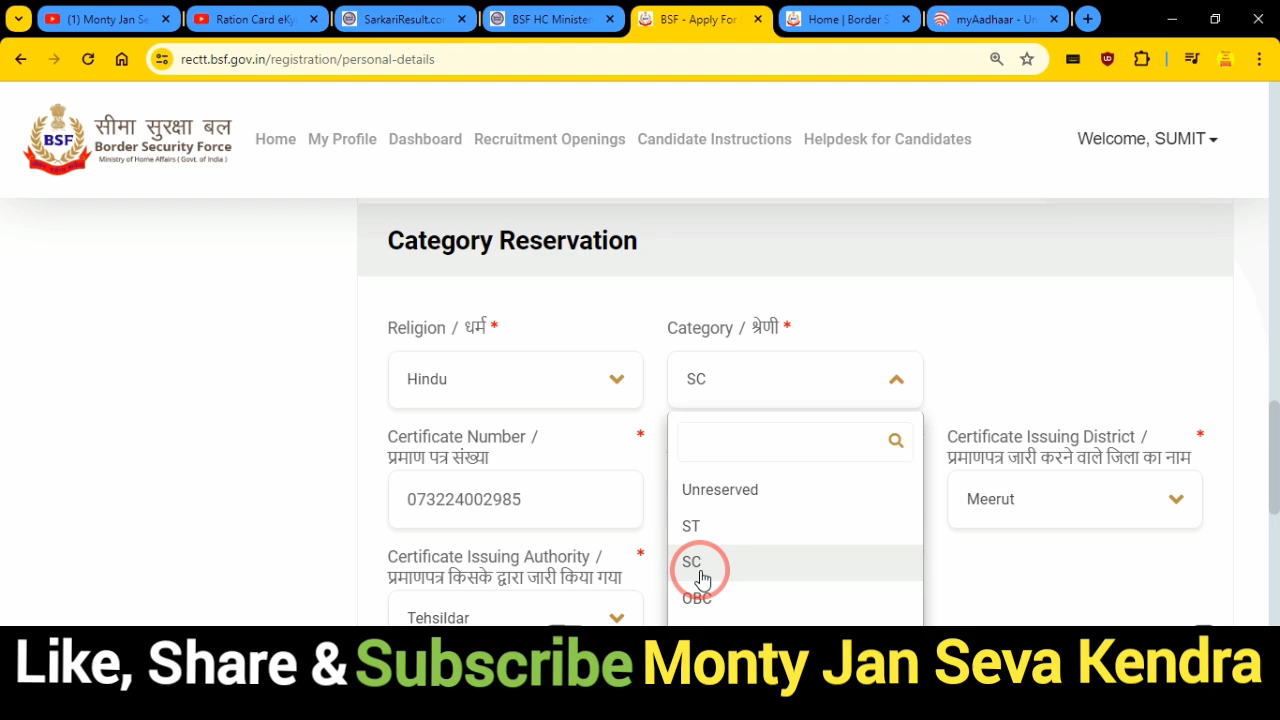 (1) Monty Jan Se
Ration Card eKy
SarkariResult.co
BSF HC Minister
BSF - Apply For
Home | Border S
myAadhaar - Un
rectt.bsf.gov.in/registration/personal-details
BSF
सीमा सुरक्षा बल
Border Security Force
Ministry of Home Affairs ( Govt. of India )
Home
My Profile
Dashboard
Recruitment Openings
Candidate Instructions
Helpdesk for Candidates
Welcome, SUMIT
Category Reservation
Religion / धर्म *
Category / श्रेणी *
Hindu
SC
Certificate Number / *
प्रमाण पत्र संख्या
Certificate Issuing District / *
प्रमाणपत्र जारी करने वाले जिला का नाम
073224002985
Meerut
Unreserved
ST
SC
OBC
Certificate Issuing Authority / *
प्रमाणपत्र किसके द्वारा जारी किया गया
Tehsildar
Like, Share & Subscribe Monty Jan Seva Kendra